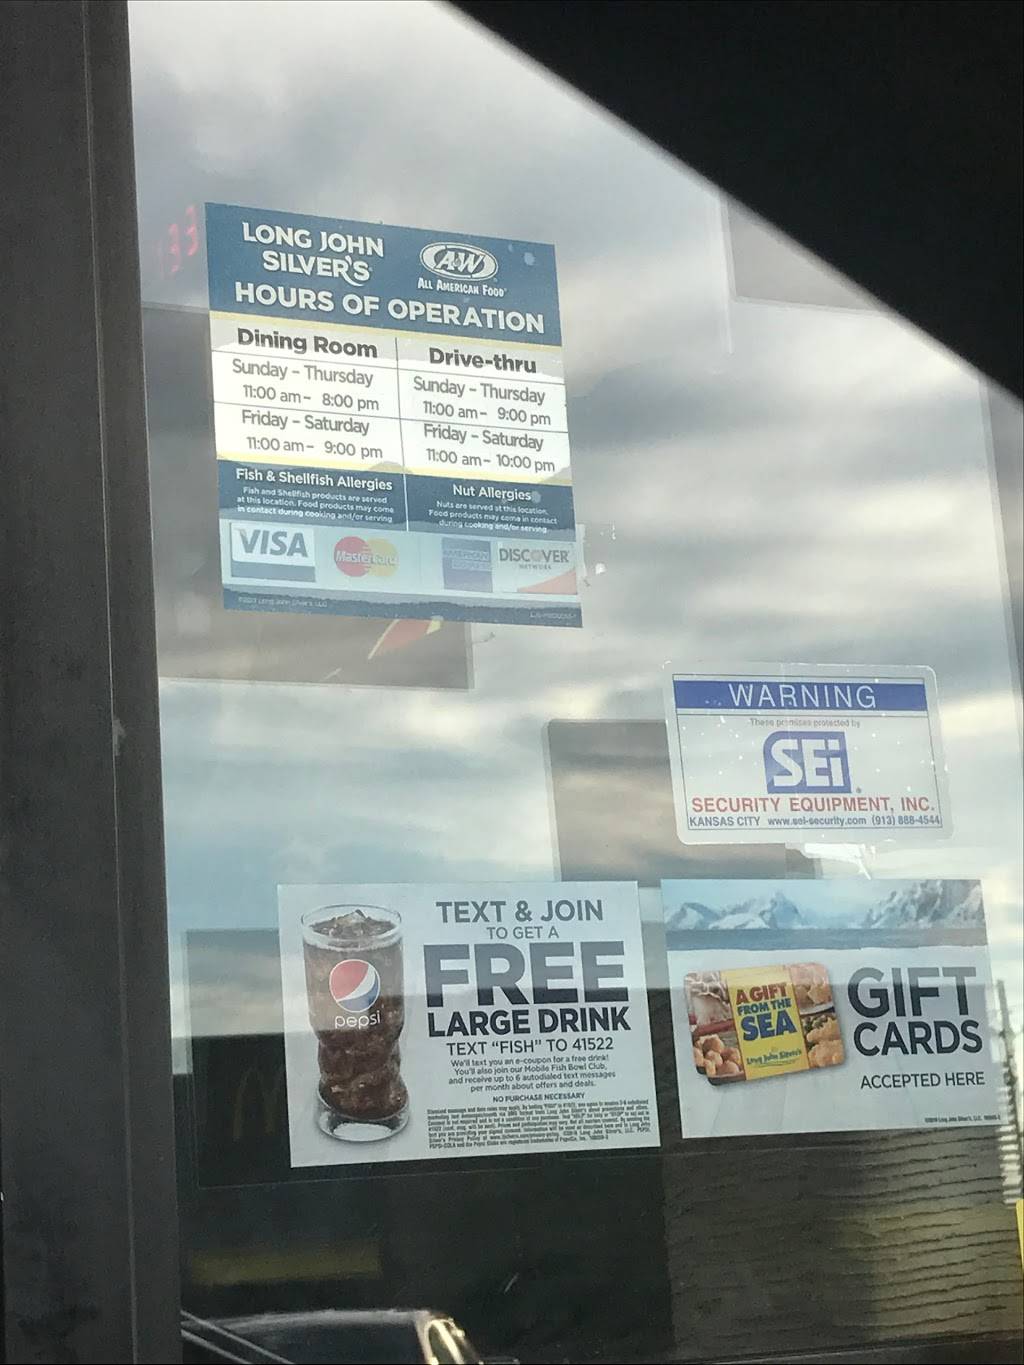 33
LONG JOHN
SILVER'S
A&W
ALL AMERICAN FOOD
HOURS OF OPERATION
Dining Room
Sunday - Thursday
11:00 am - 8:00 pm
Friday - Saturday
11:00 am - 9:00 pm
Drive-thru
Sunday - Thursday
11:00 am - 9:00 pm
Friday - Saturday
11:00 am - 10:00 pm
Fish & Shellfish Allergies
Fish and Shellfish products are served
at this location. Food products may come
in contact during cooking and/or serving
Nut Allergies
Nuts are served at this location.
Food products may come in contact
during cooking and/or serving
VISA
MasterCard
AMERICAN
EXPRESS
DISCOVER
NETWORK
WARNING
These premises protected by
SEi
SECURITY EQUIPMENT, INC.
KANSAS CITY www.sei-security.com (913) 888-4544
TEXT & JOIN
TO GET A
FREE
LARGE DRINK
TEXT "FISH" TO 41522
We'll text you an e-coupon for a free drink!
You'll also join our Mobile Fish Bowl Club,
and receive up to 6 autodialed text messages
per month about offers and deals.
NO PURCHASE NECESSARY
pepsi
A GIFT
FROM THE
SEA
Long John Silver's
GIFT
CARDS
ACCEPTED HERE